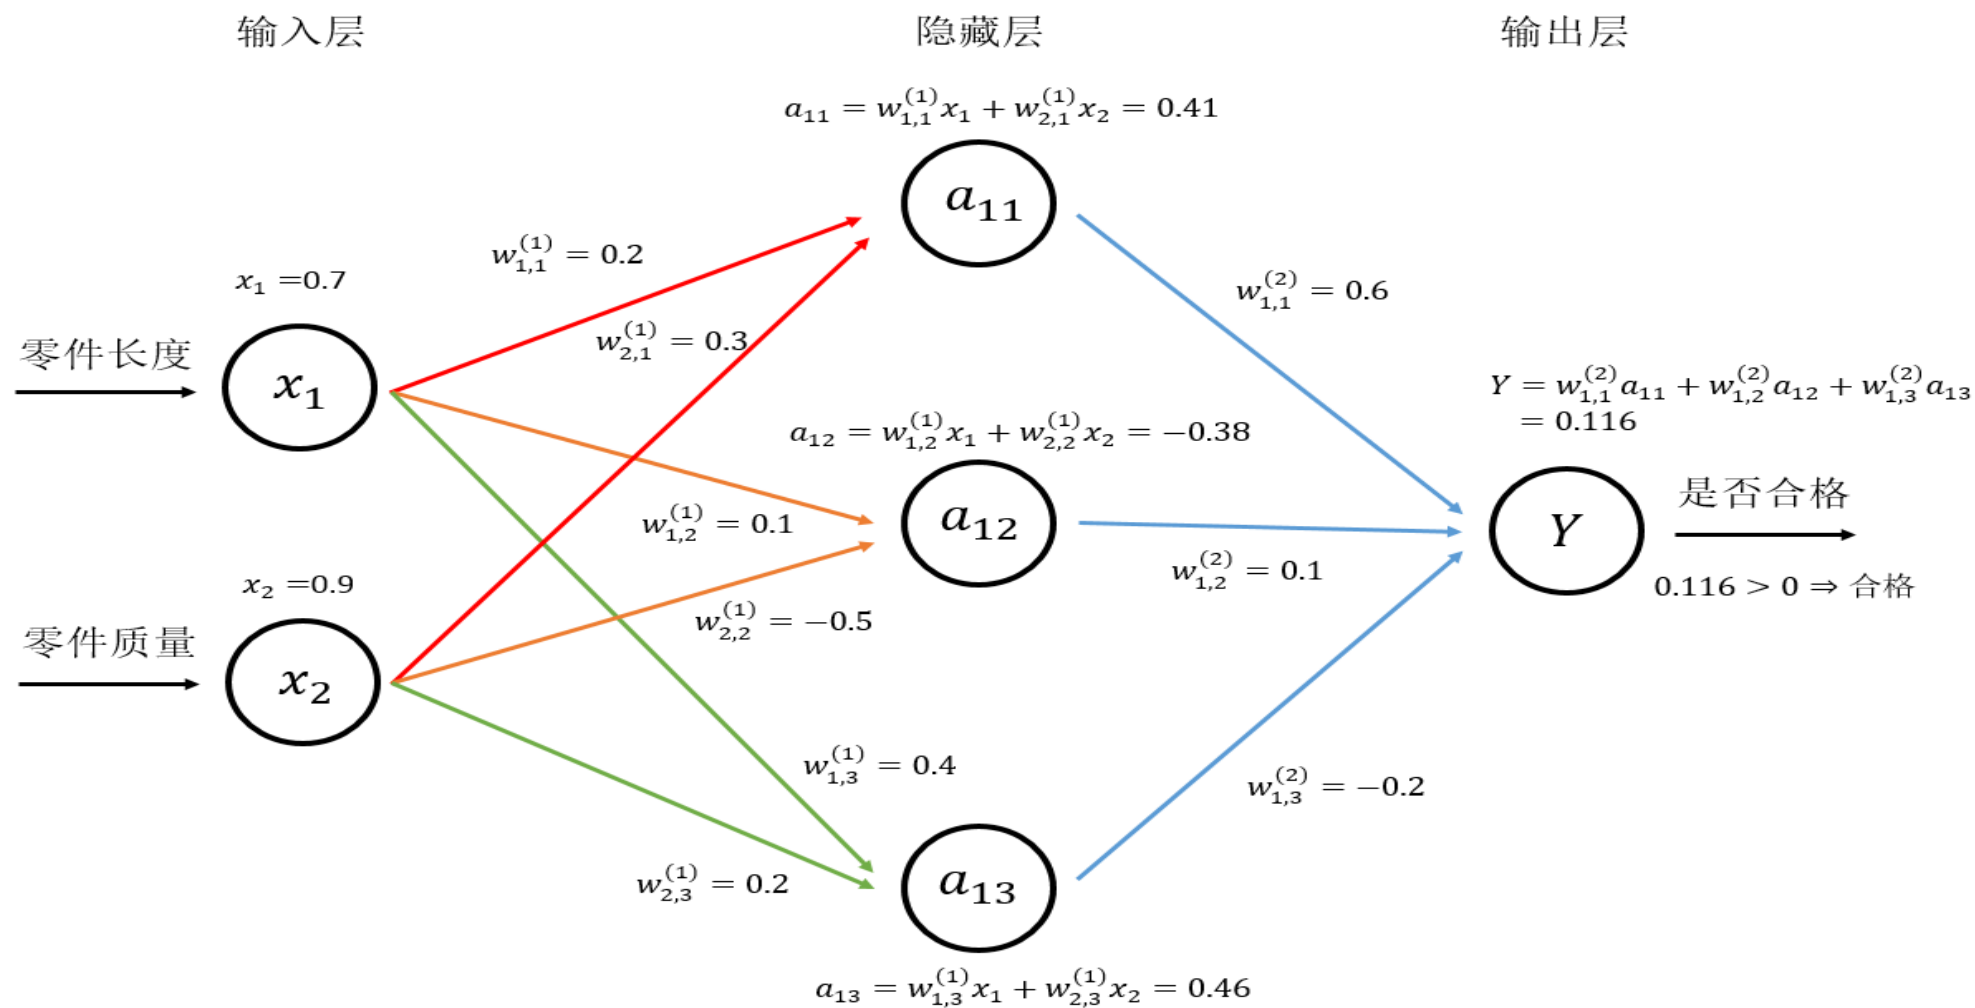 输入层
隐藏层
输出层
a₁₁ = w₁,₁⁽¹⁾x₁ + w₂,₁⁽¹⁾x₂ = 0.41
a₁₁
w₁,₁⁽¹⁾ = 0.2
x₁ =0.7
w₁,₁⁽²⁾ = 0.6
w₂,₁⁽¹⁾ = 0.3
零件长度
x₁
Y = w₁,₁⁽²⁾a₁₁ + w₁,₂⁽²⁾a₁₂ + w₁,₃⁽²⁾a₁₃
= 0.116
a₁₂ = w₁,₂⁽¹⁾x₁ + w₂,₂⁽¹⁾x₂ = −0.38
是否合格
w₁,₂⁽¹⁾ = 0.1
a₁₂
Y
x₂ =0.9
w₁,₂⁽²⁾ = 0.1
0.116 > 0 ⇒ 合格
w₂,₂⁽¹⁾ = −0.5
零件质量
x₂
w₁,₃⁽¹⁾ = 0.4
w₁,₃⁽²⁾ = −0.2
w₂,₃⁽¹⁾ = 0.2
a₁₃
a₁₃ = w₁,₃⁽¹⁾x₁ + w₂,₃⁽¹⁾x₂ = 0.46